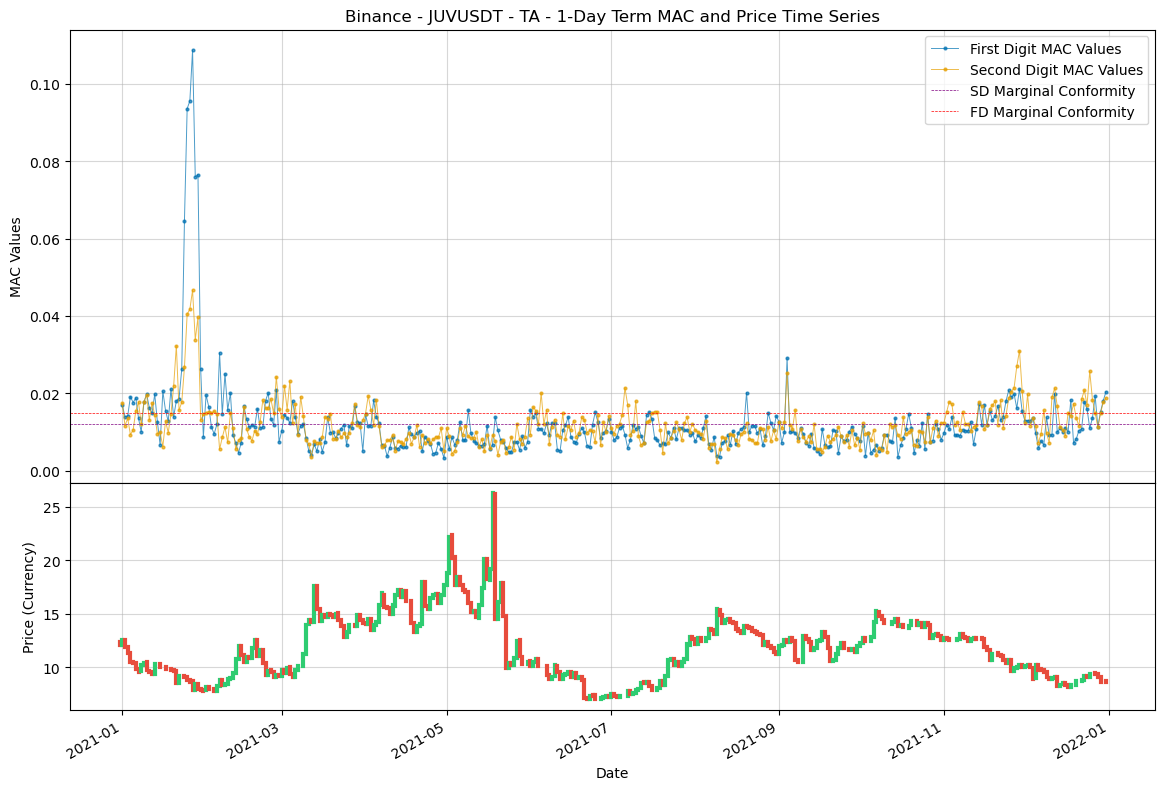 Binance - JUVUSDT - TA - 1-Day Term MAC and Price Time Series
First Digit MAC Values
Second Digit MAC Values
SD Marginal Conformity
FD Marginal Conformity
MAC Values
0.10
0.08
0.06
0.04
0.02
0.00
Price (Currency)
25
20
15
10
2021-01
2021-03
2021-05
2021-07
2021-09
2021-11
2022-01
Date